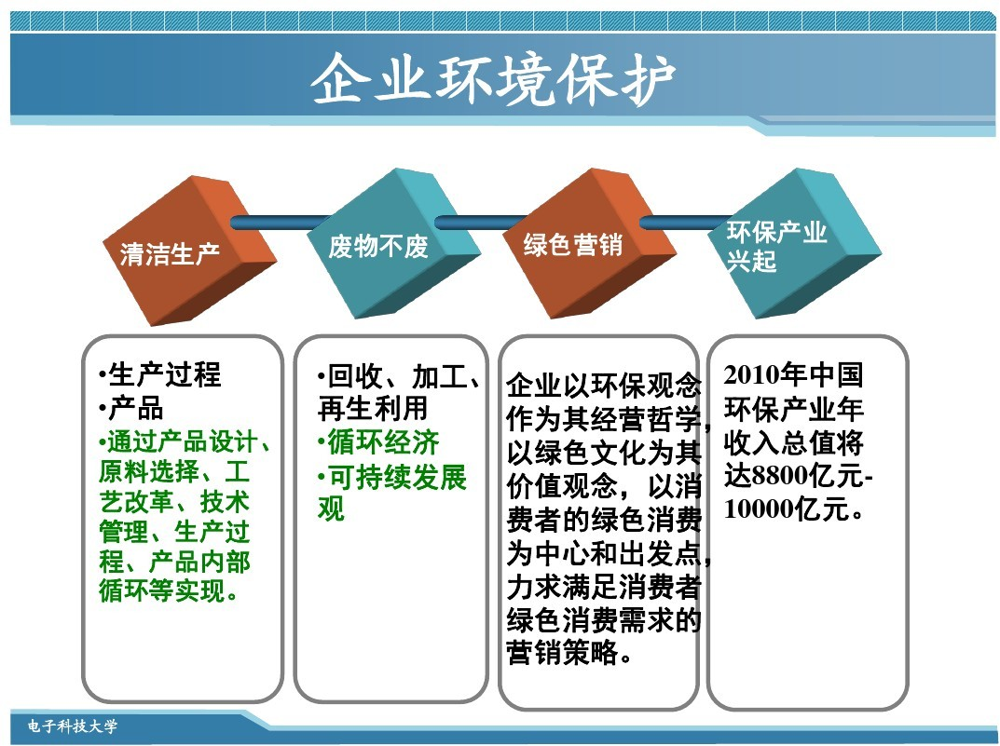 企业环境保护
清洁生产
废物不废
绿色营销
环保产业
兴起
•生产过程
•产品
•通过产品设计、
原料选择、工
艺改革、技术
管理、生产过
程、产品内部
循环等实现。
•回收、加工、
再生利用
•循环经济
•可持续发展
观
企业以环保观念
作为其经营哲学，
以绿色文化为其
价值观念，以消
费者的绿色消费
为中心和出发点，
力求满足消费者
绿色消费需求的
营销策略。
2010年中国
环保产业年
收入总值将
达8800亿元-
10000亿元。
电子科技大学